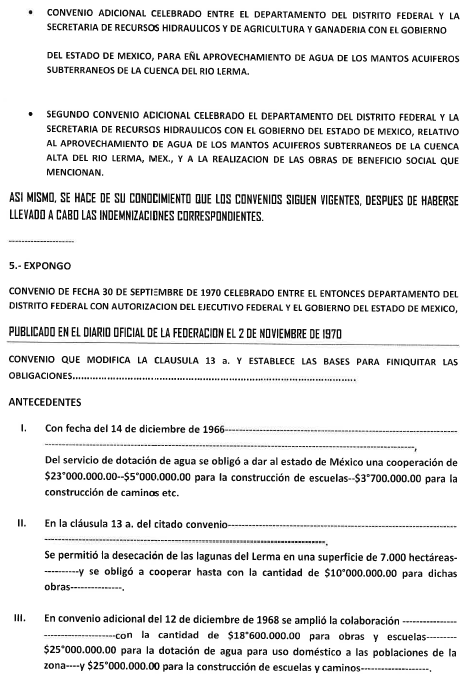 • CONVENIO ADICIONAL CELEBRADO ENTRE EL DEPARTAMENTO DEL DISTRITO FEDERAL Y LA
SECRETARIA DE RECURSOS HIDRAULICOS Y DE AGRICULTURA Y GANADERIA CON EL GOBIERNO
DEL ESTADO DE MEXICO, PARA EÑL APROVECHAMIENTO DE AGUA DE LOS MANTOS ACUIFEROS
SUBTERRANEOS DE LA CUENCA DEL RIO LERMA.
• SEGUNDO CONVENIO ADICIONAL CELEBRADO EL DEPARTAMENTO DEL DISTRITO FEDERAL Y LA
SECRETARIA DE RECURSOS HIDRAULICOS CON EL GOBIERNO DEL ESTADO DE MEXICO, RELATIVO
AL APROVECHAMIENTO DE AGUA DE LOS MANTOS ACUIFEROS SUBTERRANEOS DE LA CUENCA
ALTA DEL RIO LERMA, MEX., Y A LA REALIZACION DE LAS OBRAS DE BENEFICIO SOCIAL QUE
MENCIONAN.
ASI MISMO, SE HACE DE SU CONOCIMIENTO QUE LOS CONVENIOS SIGUEN VIGENTES, DESPUES DE HABERSE
LLEVADO A CABO LAS INDEMNIZACIONES CORRESPONDIENTES.
----------------------
5.- EXPONGO
CONVENIO DE FECHA 30 DE SEPTIEMBRE DE 1970 CELEBRADO ENTRE EL ENTONCES DEPARTAMENTO DEL
DISTRITO FEDERAL CON AUTORIZACION DEL EJECUTIVO FEDERAL Y EL GOBIERNO DEL ESTADO DE MEXICO,
PUBLICADO EN EL DIARIO OFICIAL DE LA FEDERACION EL 2 DE NOVIEMBRE DE 1970
CONVENIO QUE MODIFICA LA CLAUSULA 13 a. Y ESTABLECE LAS BASES PARA FINIQUITAR LAS
OBLIGACIONES................................................................................
ANTECEDENTES
I. Con fecha del 14 de diciembre de 1966------------------------------------------------------------
------------------------------------------------------------------------------------------------,
Del servicio de dotación de agua se obligó a dar al estado de México una cooperación de
$23°000.000.00--$5°000.000.00 para la construcción de escuelas--$3°700.000.00 para la
construcción de caminos etc.
II. En la cláusula 13 a. del citado convenio-----------------------------------------------------------
-------------------------------------------------------------------------.
Se permitió la desecación de las lagunas del Lerma en una superficie de 7.000 hectáreas-
----------y se obligó a cooperar hasta con la cantidad de $10°000.000.00 para dichas
obras--------------.
III. En convenio adicional del 12 de diciembre de 1968 se amplió la colaboración --------------
--------------------con la cantidad de $18°600.000.00 para obras y escuelas--------
$25°000.000.00 para la dotación de agua para uso doméstico a las poblaciones de la
zona----y $25°000.000.00 para la construcción de escuelas y caminos------------------.